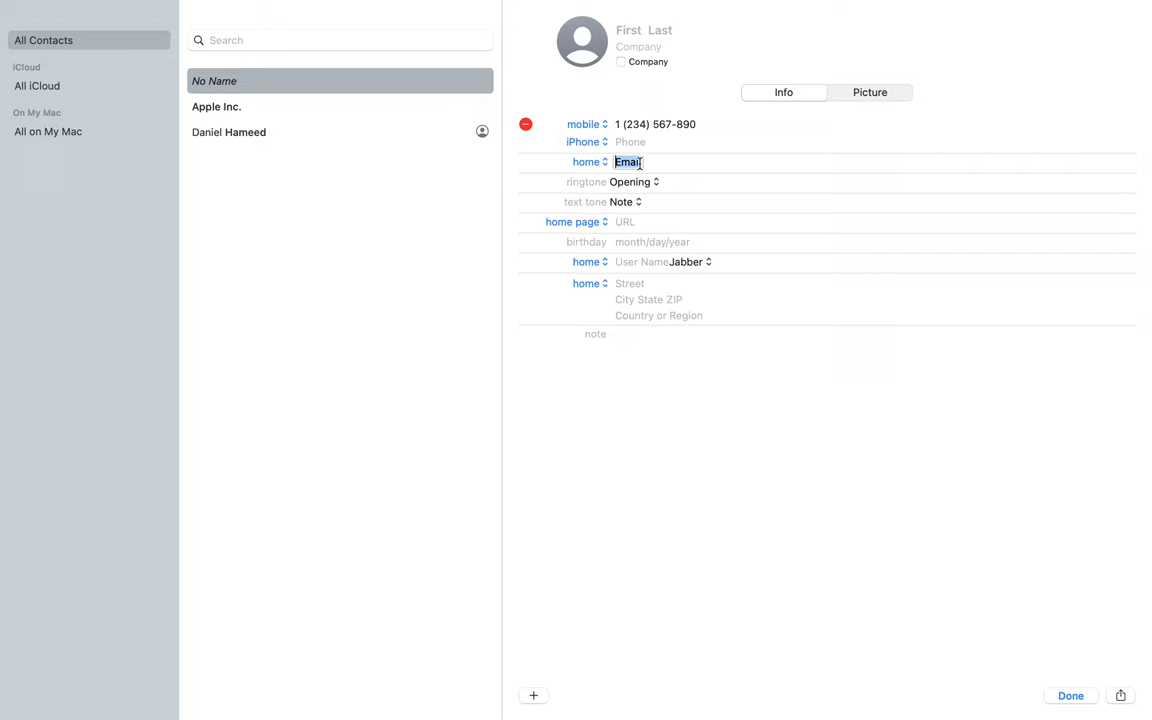 All Contacts
iCloud
All iCloud
On My Mac
All on My Mac
Search
No Name
Apple Inc.
Daniel Hameed
First Last
Company
Company
Info Picture
mobile 1 (234) 567-890
iPhone Phone
home Email
ringtone Opening
text tone Note
home page URL
birthday month/day/year
home User Name Jabber
home Street
City State ZIP
Country or Region
note
+
Done